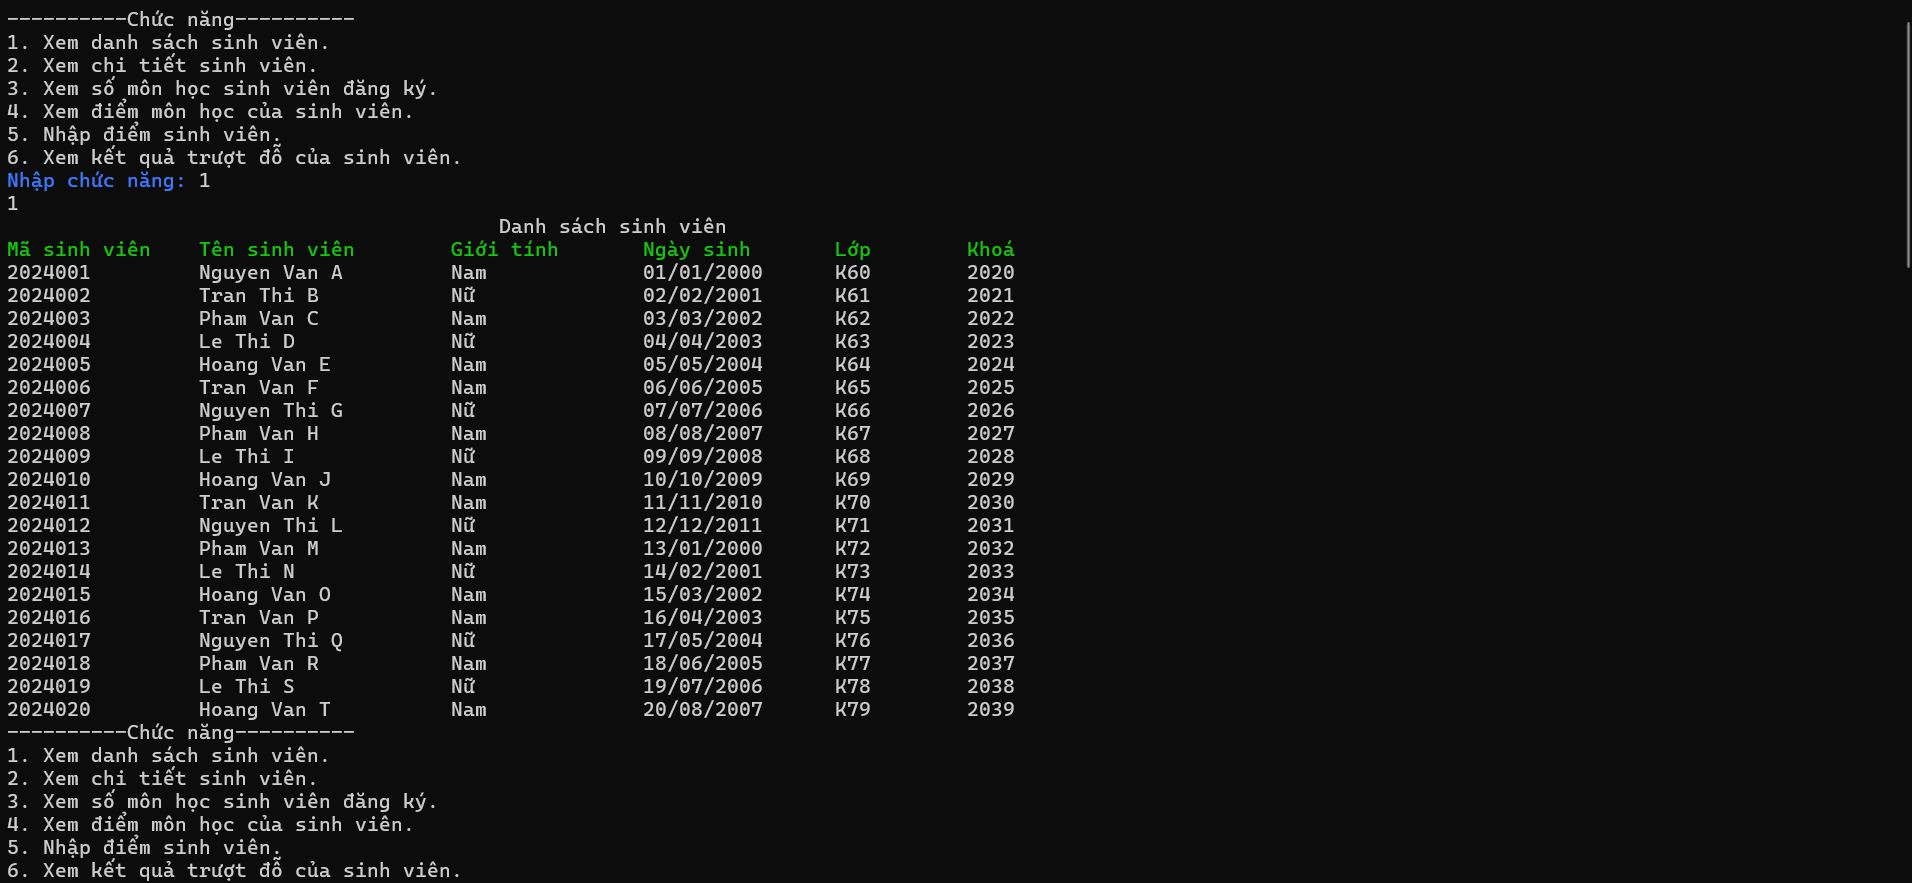 ----------Chức năng----------
1. Xem danh sách sinh viên.
2. Xem chi tiết sinh viên.
3. Xem số môn học sinh viên đăng ký.
4. Xem điểm môn học của sinh viên.
5. Nhập điểm sinh viên.
6. Xem kết quả trượt đỗ của sinh viên.
Nhập chức năng: 1
1
Danh sách sinh viên
Mã sinh viên    Tên sinh viên        Giới tính       Ngày sinh       Lớp        Khoá
2024001         Nguyen Van A         Nam             01/01/2000      K60        2020
2024002         Tran Thi B           Nữ              02/02/2001      K61        2021
2024003         Pham Van C           Nam             03/03/2002      K62        2022
2024004         Le Thi D             Nữ              04/04/2003      K63        2023
2024005         Hoang Van E          Nam             05/05/2004      K64        2024
2024006         Tran Van F           Nam             06/06/2005      K65        2025
2024007         Nguyen Thi G         Nữ              07/07/2006      K66        2026
2024008         Pham Van H           Nam             08/08/2007      K67        2027
2024009         Le Thi I             Nữ              09/09/2008      K68        2028
2024010         Hoang Van J          Nam             10/10/2009      K69        2029
2024011         Tran Van K           Nam             11/11/2010      K70        2030
2024012         Nguyen Thi L         Nữ              12/12/2011      K71        2031
2024013         Pham Van M           Nam             13/01/2000      K72        2032
2024014         Le Thi N             Nữ              14/02/2001      K73        2033
2024015         Hoang Van O          Nam             15/03/2002      K74        2034
2024016         Tran Van P           Nam             16/04/2003      K75        2035
2024017         Nguyen Thi Q         Nữ              17/05/2004      K76        2036
2024018         Pham Van R           Nam             18/06/2005      K77        2037
2024019         Le Thi S             Nữ              19/07/2006      K78        2038
2024020         Hoang Van T          Nam             20/08/2007      K79        2039
----------Chức năng----------
1. Xem danh sách sinh viên.
2. Xem chi tiết sinh viên.
3. Xem số môn học sinh viên đăng ký.
4. Xem điểm môn học của sinh viên.
5. Nhập điểm sinh viên.
6. Xem kết quả trượt đỗ của sinh viên.